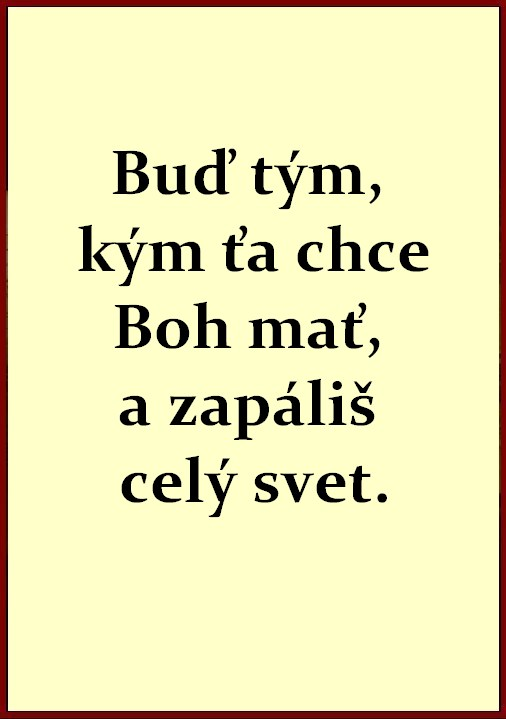 Buď tým,
kým ťa chce
Boh mať,
a zapáliš
celý svet.